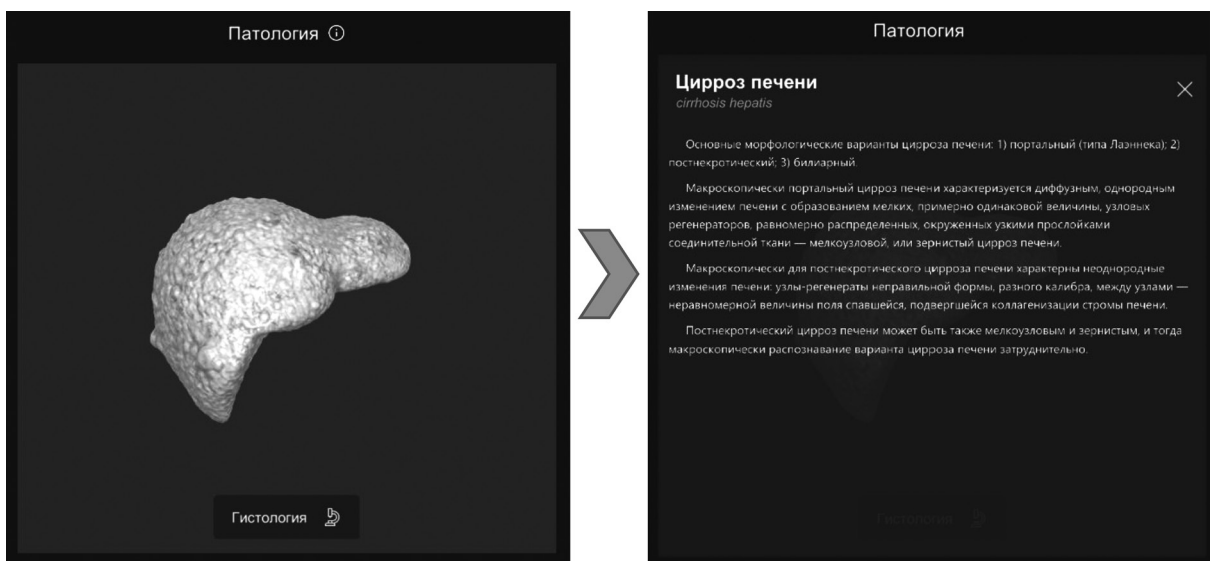 Патология
Гистология
Патология
Цирроз печени
cirrhosis hepatis
Основные морфологические варианты цирроза печени: 1) портальный (типа Лаэннека); 2)
постнекротический; 3) билиарный.
Макроскопически портальный цирроз печени характеризуется диффузным, однородным
изменением печени с образованием мелких, примерно одинаковой величины, узловых
регенераторов, равномерно распределенных, окруженных узкими прослойками
соединительной ткани — мелкоузловой, или зернистый цирроз печени.
Макроскопически для постнекротического цирроза печени характерны неоднородные
изменения печени: узлы-регенераты неправильной формы, разного калибра, между узлами —
неравномерной величины поля спавшейся, подвергшейся коллагенизации стромы печени.
Постнекротический цирроз печени может быть также мелкоузловым и зернистым, и тогда
макроскопически распознавание варианта цирроза печени затруднительно.
Гистология